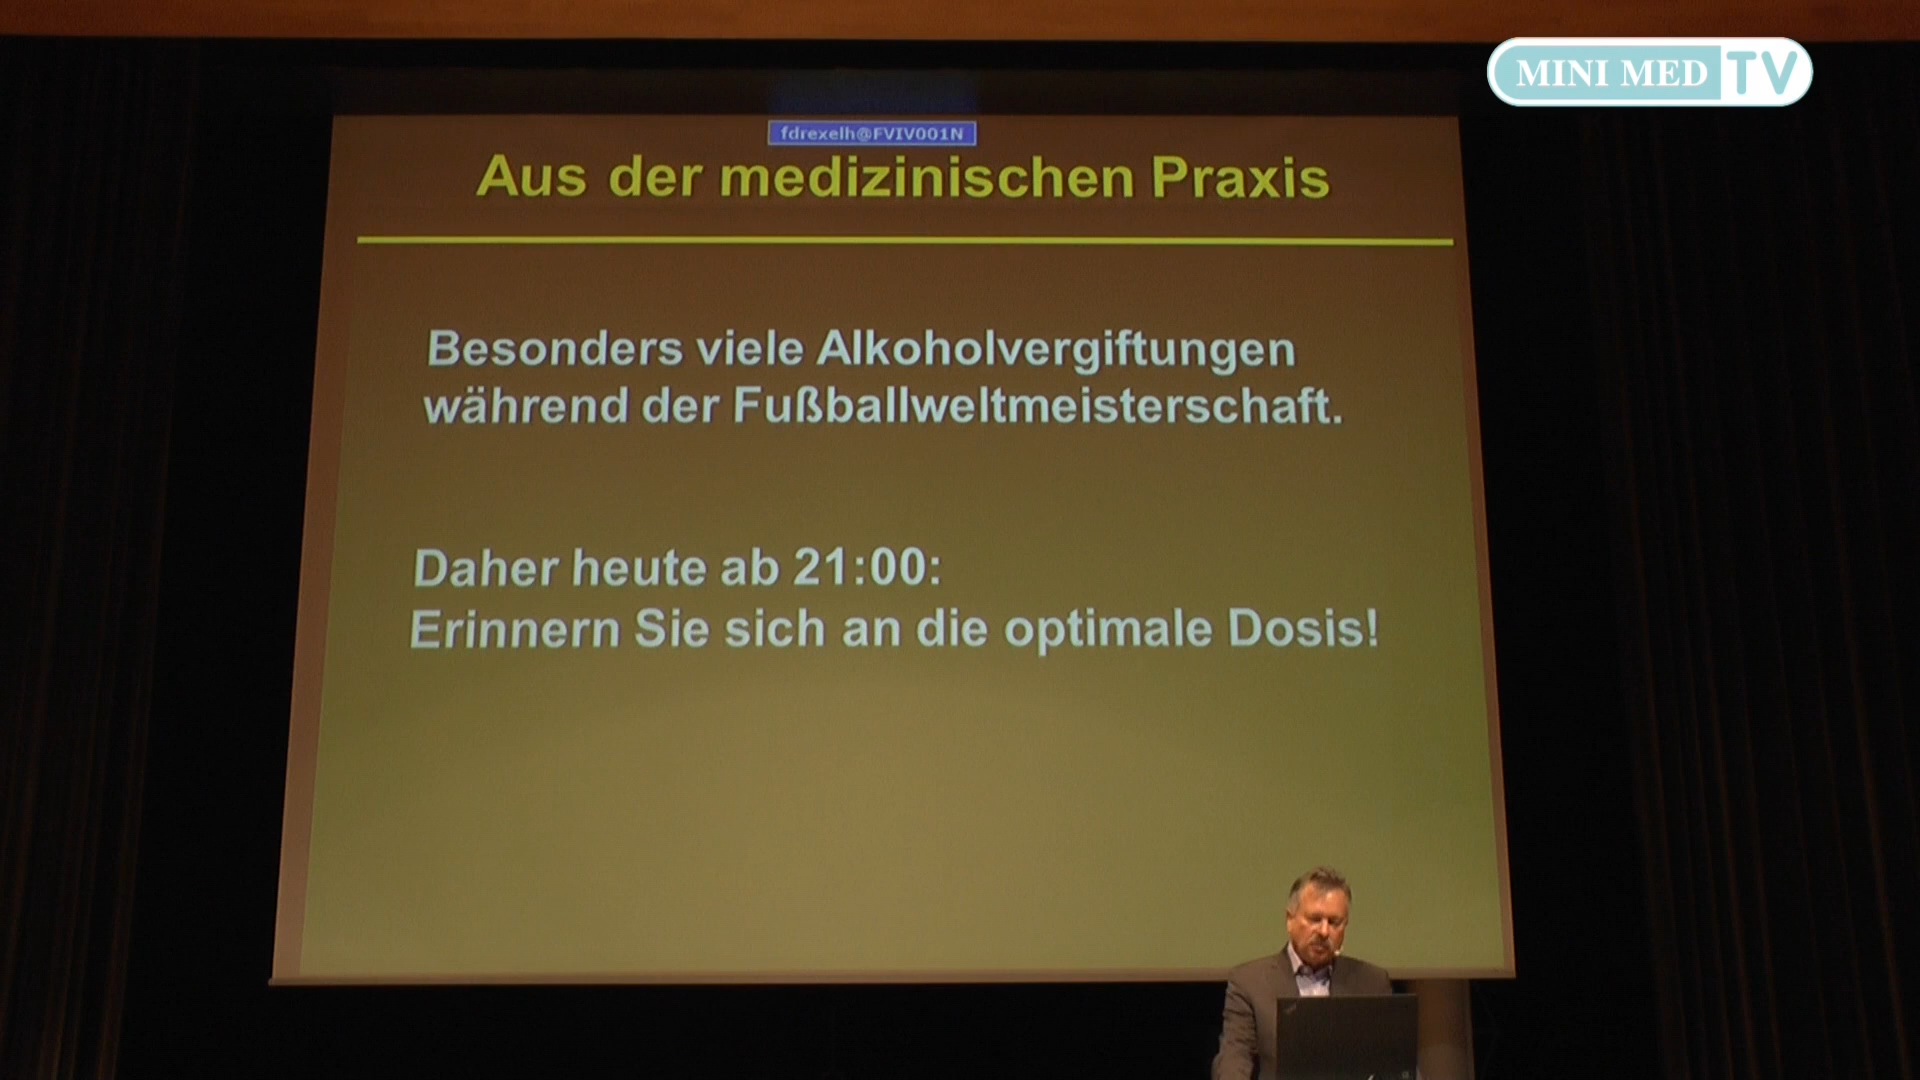 MINI MED TV
fdrexelh@FVIV001N
Aus der medizinischen Praxis
Besonders viele Alkoholvergiftungen
während der Fußballweltmeisterschaft.
Daher heute ab 21:00:
Erinnern Sie sich an die optimale Dosis!